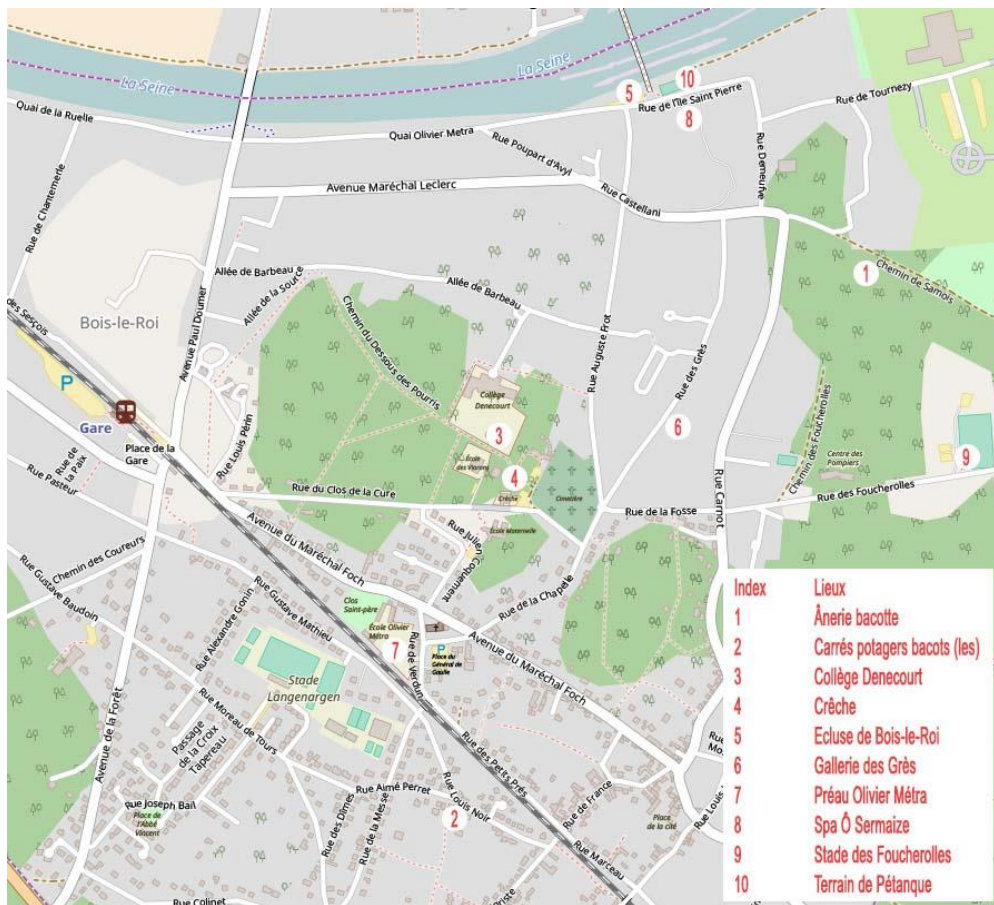 La Seine
La Seine
10
5
Rue de l'Ile Saint Pierre
8
Rue de Tournezy
Quai de la Ruelle
Quai Olivier Metra
Rue Poupart d'Avyl
Rue Demeufve
Rue de Chantemerle
Avenue Maréchal Leclerc
Rue Castellani
Chemin de Samois
1
Allée de Barbeau
Allée de la Source
Allée de Barbeau
des Sesçois
Bois-le-Roi
Avenue Paul Doumer
Chemin du Dessous des Pourris
Rue Auguste Frot
Rue des Grès
P
Gare
Place de la
Gare
Rue Louis Périn
Collège
Denecourt
3
6
Chemin des Foucherolles
Centre des
Pompiers
9
Rue de
la Paix
Rue Pasteur
École
des Viarons
4
Crèche
Cimetière
Rue du Clos de la Cure
Rue des Foucherolles
Rue Carnot
Rue de la Fosse
École Maternelle
Avenue du Maréchal Foch
Rue Julien Coquement
Chemin des Coureurs
Rue Gustave Baudoin
Rue Alexandre Gonin
Rue Gustave Mathieu
Clos
Saint-père
École Olivier
Métra
7
Rue de la Chapelle
P
Place du
Général de
Gaulle
Rue de Verdun
Avenue du Maréchal Foch
Stade
Langenargen
Avenue de la Forêt
Rue Moreau de Tours
Passage
de la Croix
Tapereau
Rue des Petits Prés
Rue Aimé Perret
Rue Louis Noir
2
Rue Joseph Bail
Place de
l'Abbé
Vincent
Rue des Dîmes
Rue de la Messe
Rue de France
Place
de la cité
Rue Marceau
Rue Colinet
Index Lieux
1 Ânerie bacotte
2 Carrés potagers bacots (les)
3 Collège Denecourt
4 Crêche
5 Ecluse de Bois-le-Roi
6 Gallerie des Grès
7 Préau Olivier Métra
8 Spa Ô Sermaize
9 Stade des Foucherolles
10 Terrain de Pétanque